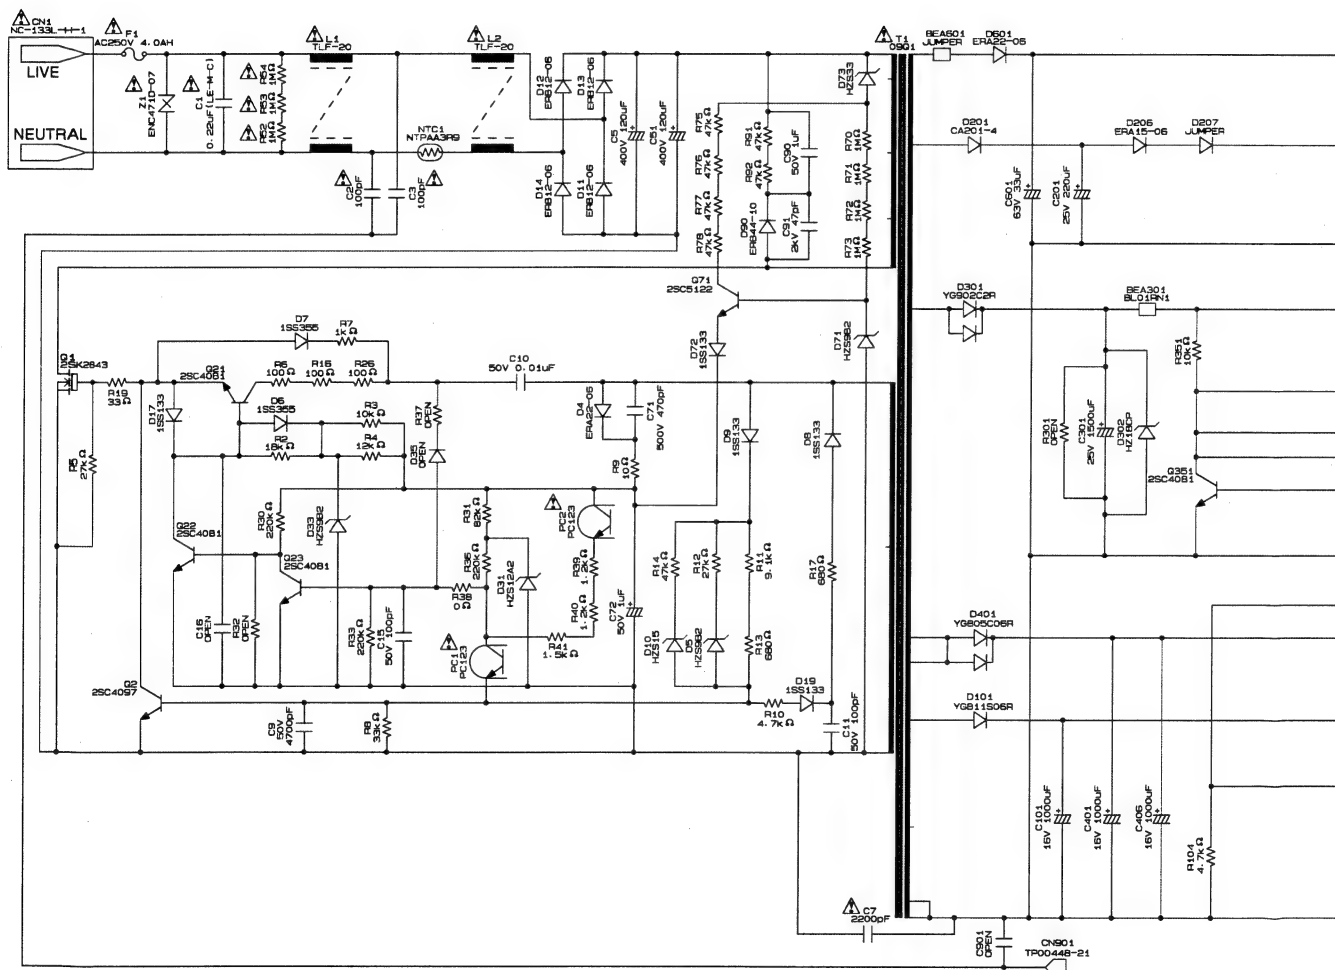 CN1
NC-133L-H-1
LIVE
NEUTRAL
F1
AC250V 4.0AH
Z1
ENC471D-07
C1
0.22uF(LE-M-C)
R54
1MΩ
R53
1MΩ
R52
1MΩ
L1
TLF-20
C2
100pF
C3
100pF
NTC1
NTPAA3R9
L2
TLF-20
D12
ERB12-06
D13
ERB12-06
D14
ERB12-06
D11
ERB12-06
C5
400V 120uF
C51
400V 120uF
R75
47kΩ
R76
47kΩ
R77
47kΩ
R78
47kΩ
R91
47kΩ
R92
47kΩ
C90
50V 1uF
D90
ERB44-10
C91
2kV 47pF
D73
HZS33
R70
1MΩ
R71
1MΩ
R72
1MΩ
R73
1MΩ
T1
09Q1
BEA601
JUMPER
D601
ERA22-06
D201
CA201-4
D206
ERA15-06
D207
JUMPER
C601
63V 33uF
C201
25V 220uF
Q71
2SC5122
D72
1SS133
D71
HZS9B2
D301
YG902C2R
BEA301
BL01RN1
R351
10kΩ
R301
OPEN
C301
25V 1500uF
D302
HZ18CP
Q351
2SC40B1
Q1
2SK2843
R19
33Ω
R5
27kΩ
D7
1SS355
R7
1kΩ
Q21
2SC40B1
R6
100Ω
R16
100Ω
R26
100Ω
D17
1SS133
D6
1SS355
R3
10kΩ
R2
18kΩ
R4
12kΩ
R37
OPEN
D35
OPEN
C10
50V 0.01uF
D4
ERA22-06
C71
500V 470pF
R9
10Ω
D9
1SS133
D8
1SS133
Q22
2SC40B1
R30
220kΩ
D33
HZS9B2
Q23
2SC40B1
R31
82kΩ
R36
220kΩ
D31
HZS12A2
PC2
PC123
R39
1.2kΩ
R40
1.2kΩ
R38
0Ω
R41
1.5kΩ
C72
50V 1uF
R14
47kΩ
R12
27kΩ
R11
9.1kΩ
R17
680Ω
D10
HZS15
D5
HZS9B2
R13
680Ω
C16
OPEN
R32
OPEN
R33
220kΩ
C15
50V 100pF
PC1
PC123
Q2
2SC4097
C9
50V
4700pF
R8
33kΩ
D19
1SS133
R10
4.7kΩ
C11
50V 100pF
D401
YG805C06R
D101
YG811S06R
C101
16V 1000uF
C401
16V 1000uF
C406
16V 1000uF
R104
4.7kΩ
C7
2200pF
C901
OPEN
CN901
TP00448-21